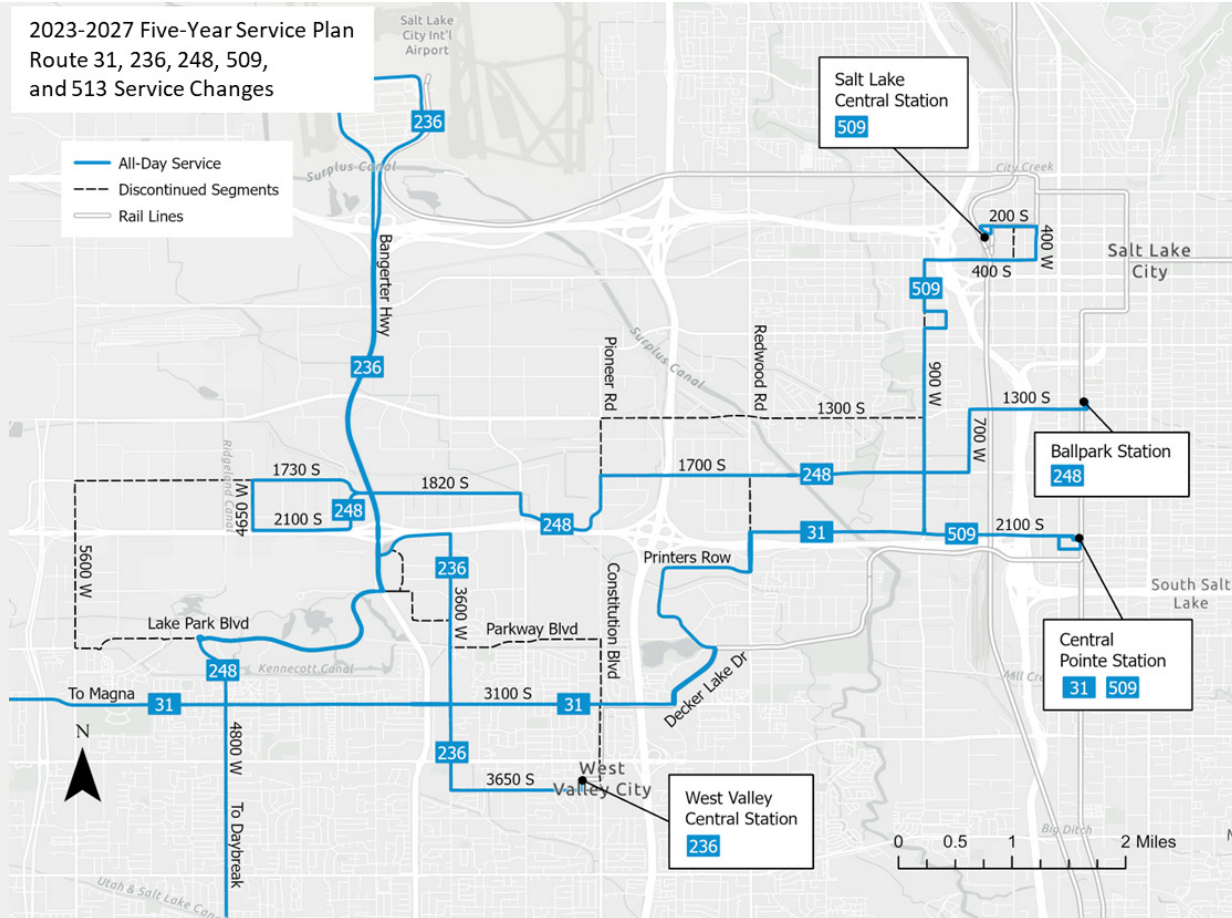 2023-2027 Five-Year Service Plan
Route 31, 236, 248, 509,
and 513 Service Changes
Salt Lake
City Int'l
Airport
236
All-Day Service
Discontinued Segments
Rail Lines
Surplus Canal
Bangerter Hwy
Salt Lake
Central Station
509
City Creek
200 S
400 W
400 S
Salt Lake
City
509
236
Pioneer Rd
Surplus Canal
Redwood Rd
900 W
1300 S
1300 S
700 W
Ballpark Station
248
Ridgeland Canal
1730 S
4650 W
248
2100 S
1820 S
248
1700 S
248
31
509
2100 S
5600 W
236
3600 W
Printers Row
Constitution Blvd
South Salt
Lake
Lake Park Blvd
Parkway Blvd
248
Kennecott Canal
Decker Lake Dr
Central
Pointe Station
31 509
Mill Cre
To Magna
31
3100 S
31
N
4800 W
236
3650 S
West
Valley City
West Valley
Central Station
236
To Daybreak
0 0.5 1 2 Miles
Big Ditch
M
Utah & Salt Lake Can